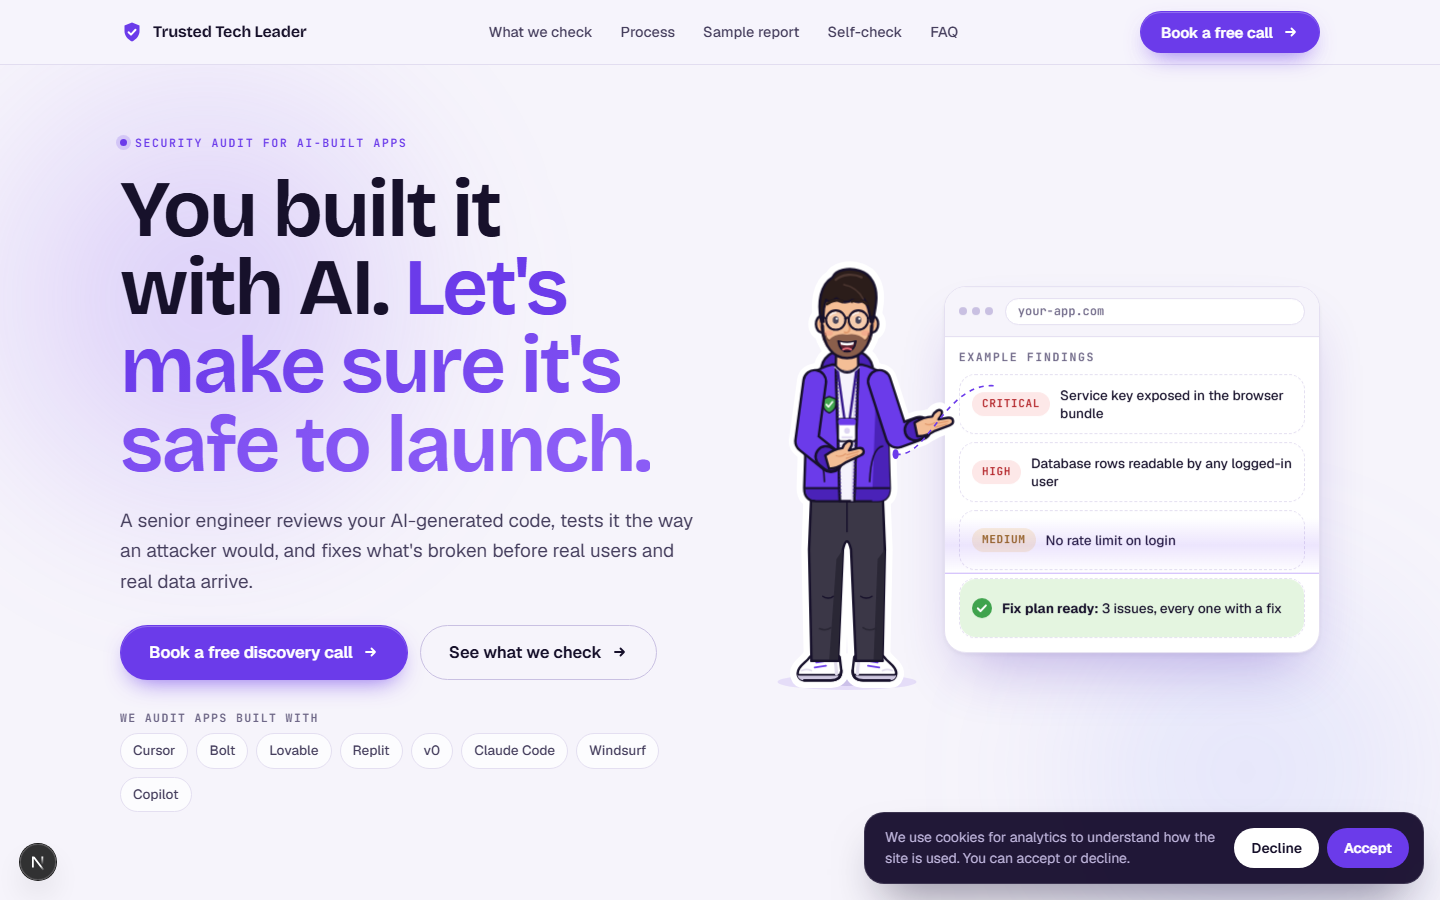 Trusted Tech Leader
What we check
Process
Sample report
Self-check
FAQ
Book a free call
SECURITY AUDIT FOR AI-BUILT APPS
You built it
with AI. Let's
make sure it's
safe to launch.
A senior engineer reviews your AI-generated code, tests it the way
an attacker would, and fixes what's broken before real users and
real data arrive.
Book a free discovery call
See what we check
WE AUDIT APPS BUILT WITH
Cursor
Bolt
Lovable
Replit
v0
Claude Code
Windsurf
Copilot
your-app.com
EXAMPLE FINDINGS
CRITICAL
Service key exposed in the browser
bundle
HIGH
Database rows readable by any logged-in
user
MEDIUM
No rate limit on login
Fix plan ready: 3 issues, every one with a fix
We use cookies for analytics to understand how the
site is used. You can accept or decline.
Decline
Accept
N